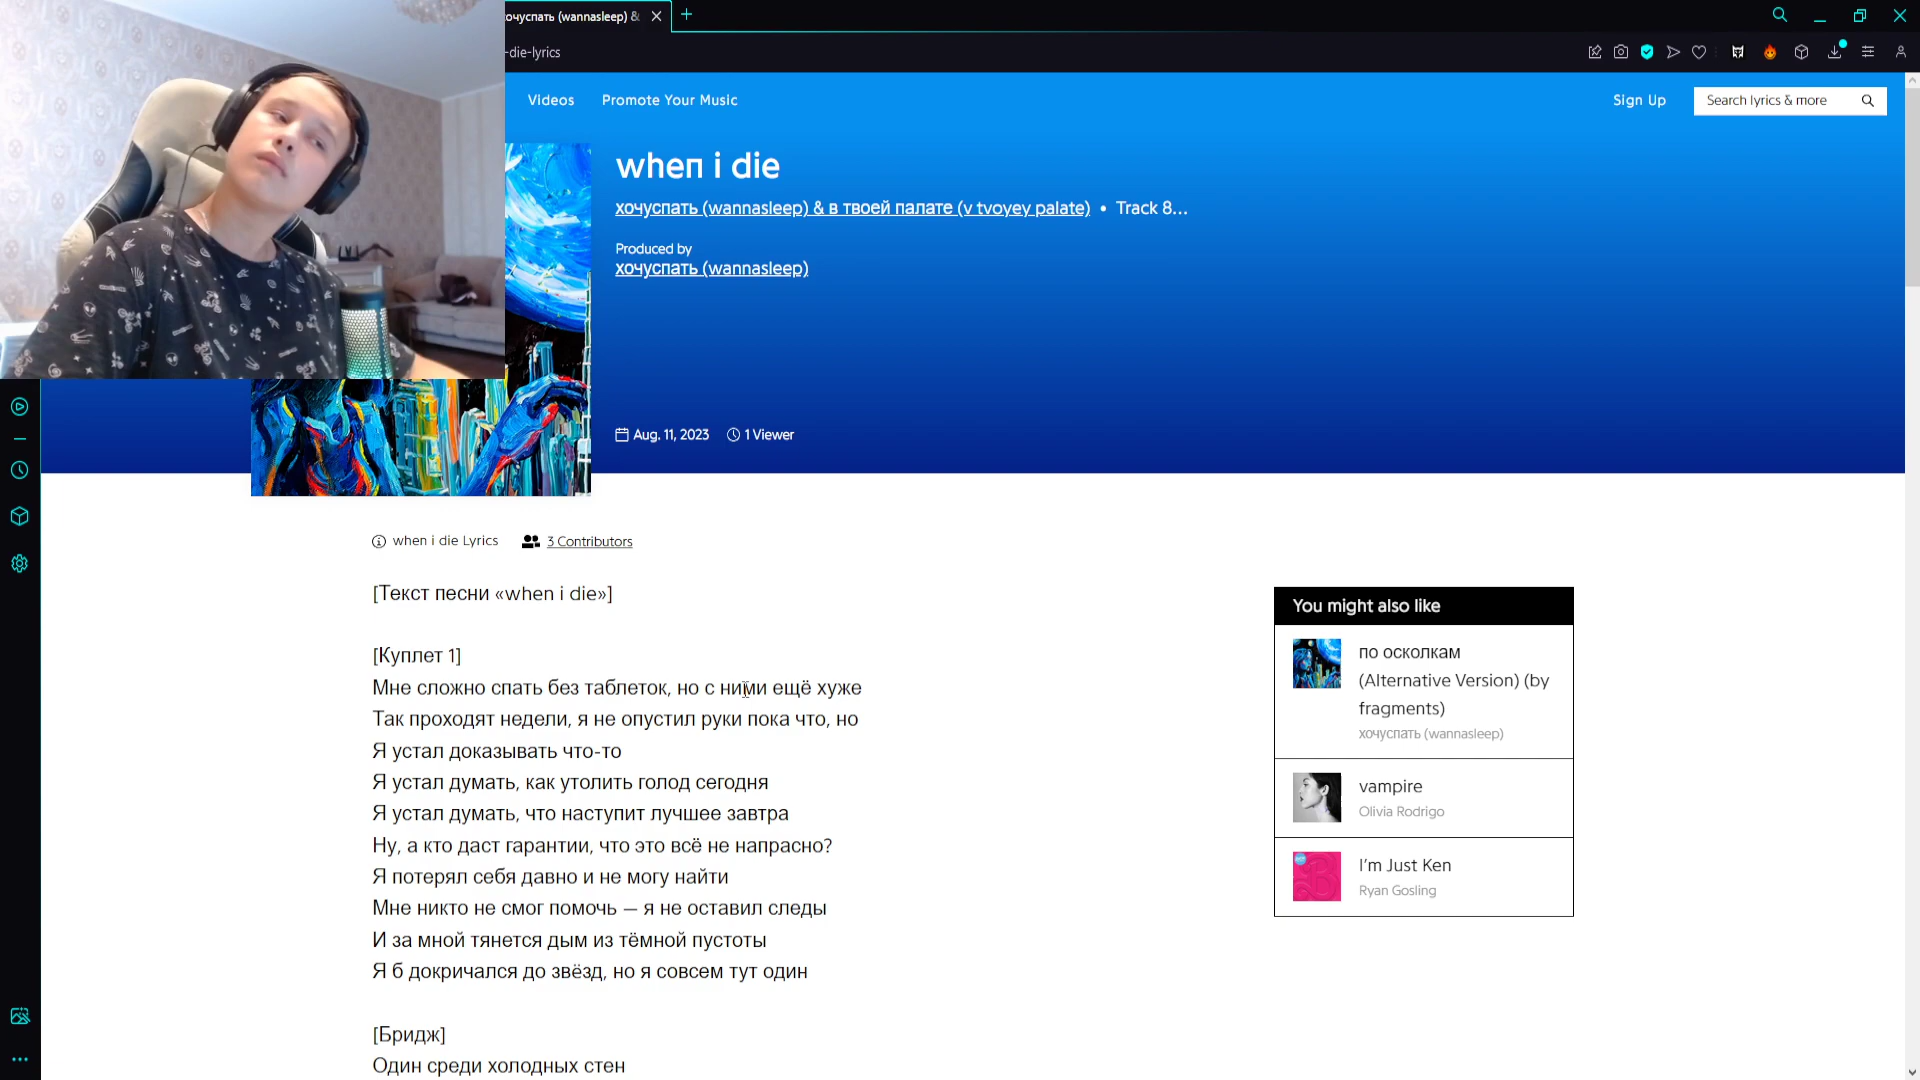 хочуспать (wannasleep) &
-die-lyrics
Videos
Promote Your Music
Sign Up
Search lyrics & more
when i die
хочуспать (wannasleep) & в твоей палате (v tvoyey palate) • Track 8...
Produced by
хочуспать (wannasleep)
Aug. 11, 2023
1 Viewer
when i die Lyrics
3 Contributors
[Текст песни «when i die»]
[Куплет 1]
Мне сложно спать без таблеток, но с ними ещё хуже
Так проходят недели, я не опустил руки пока что, но
Я устал доказывать что-то
Я устал думать, как утолить голод сегодня
Я устал думать, что наступит лучшее завтра
Ну, а кто даст гарантии, что это всё не напрасно?
Я потерял себя давно и не могу найти
Мне никто не смог помочь — я не оставил следы
И за мной тянется дым из тёмной пустоты
Я б докричался до звёзд, но я совсем тут один
[Бридж]
Один среди холодных стен
You might also like
по осколкам
(Alternative Version) (by
fragments)
хочуспать (wannasleep)
vampire
Olivia Rodrigo
I'm Just Ken
Ryan Gosling